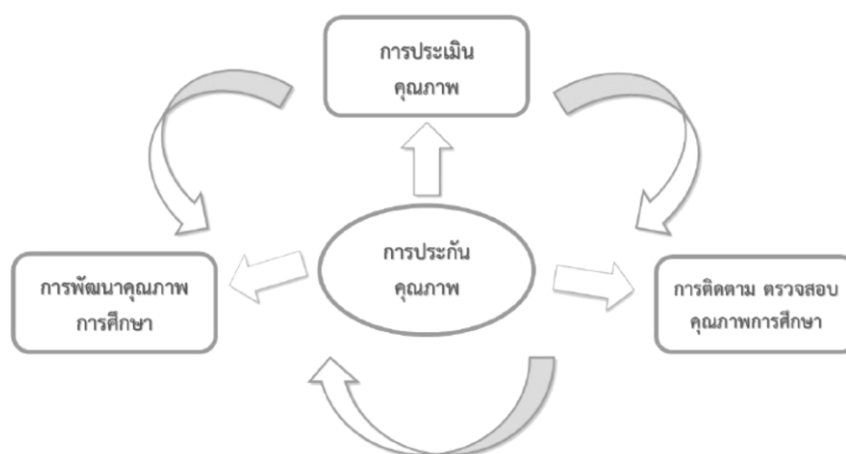 การประเมิน
คุณภาพ
การประกัน
คุณภาพ
การพัฒนาคุณภาพ
การศึกษา
การติดตาม ตรวจสอบ
คุณภาพการศึกษา